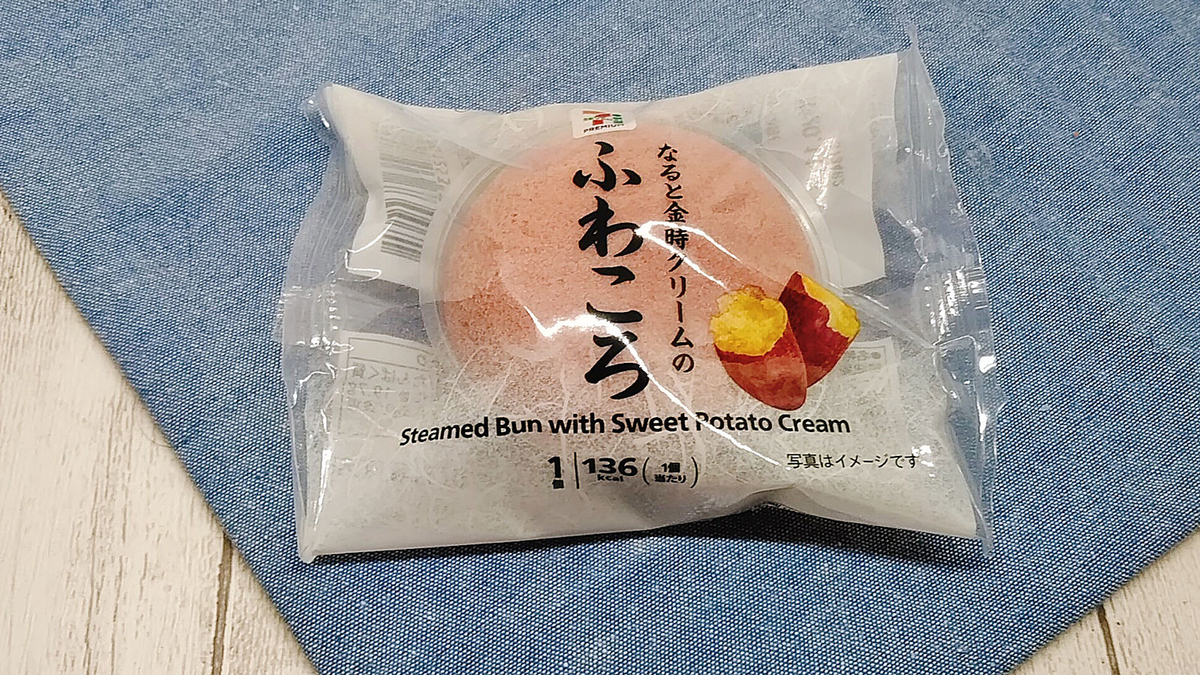 PREMIUM
なると金時クリームの
ふわころ
Steamed Bun with Sweet Potato Cream
1個 136 kcal (1個当たり)
写真はイメージです